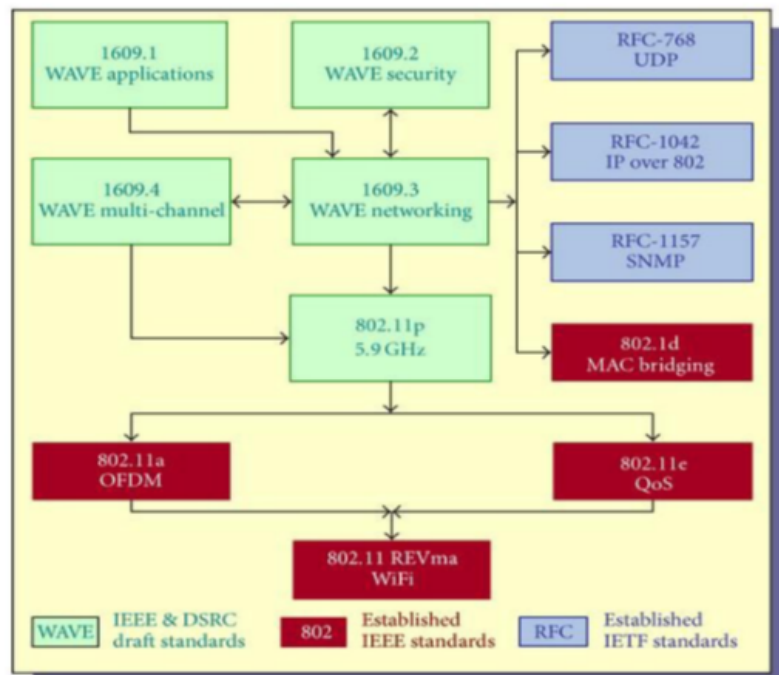 1609.1
WAVE applications
1609.2
WAVE security
RFC-768
UDP
RFC-1042
IP over 802
1609.4
WAVE multi-channel
1609.3
WAVE networking
RFC-1157
SNMP
802.11p
5.9 GHz
802.1d
MAC bridging
802.11a
OFDM
802.11e
QoS
802.11 REVma
WiFi
WAVE
IEEE & DSRC
draft standards
802
Established
IEEE standards
RFC
Established
IETF standards